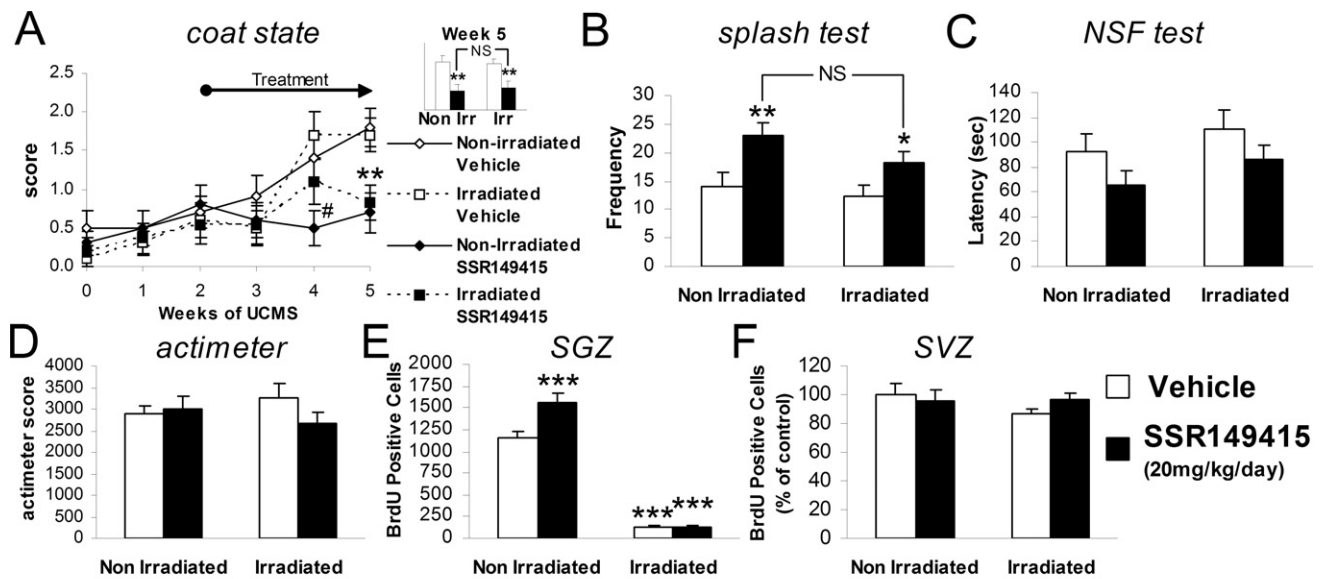 A
coat state
Week 5
NS
**
**
Non Irr
Irr
2.5
2.0
1.5
1.0
0.5
0.0
score
Treatment
**
#
0 1 2 3 4 5
Weeks of UCMS
Non-irradiated
Vehicle
Irradiated
Vehicle
Non-Irradiated
SSR149415
Irradiated
SSR149415
B
splash test
NS
**
*
30
25
20
15
10
5
0
Frequency
Non Irradiated
Irradiated
C
NSF test
140
120
100
80
60
40
20
0
Latency (sec)
Non Irradiated
Irradiated
D
actimeter
4000
3500
3000
2500
2000
1500
1000
500
0
actimeter score
Non Irradiated
Irradiated
E
SGZ
2000
1750
1500
1250
1000
750
500
250
0
BrdU Positive Cells
***
***
***
Non Irradiated
Irradiated
F
SVZ
120
100
80
60
40
20
0
BrdU Positive Cells
(% of control)
Non Irradiated
Irradiated
Vehicle
SSR149415
(20mg/kg/day)